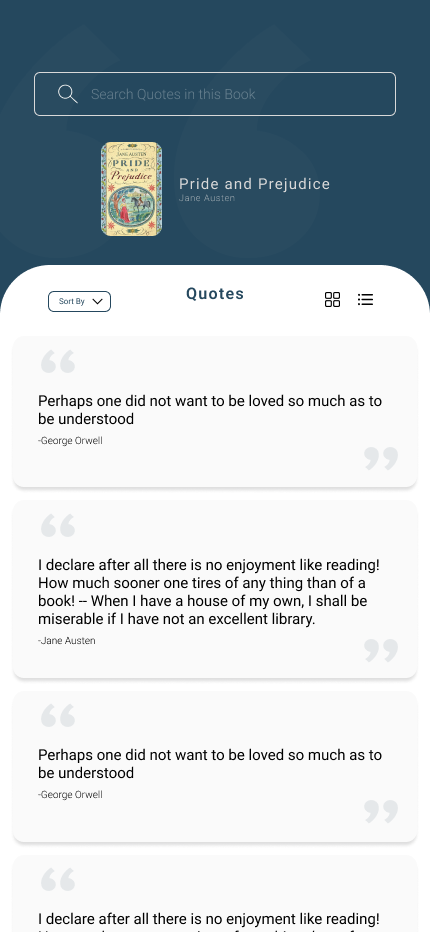 Search Quotes in this Book
JANE AUSTEN
PRIDE
AND
Prejudice
Pride and Prejudice
Jane Austen
Sort By
Quotes
Perhaps one did not want to be loved so much as to
be understood
-George Orwell
I declare after all there is no enjoyment like reading!
How much sooner one tires of any thing than of a
book! -- When I have a house of my own, I shall be
miserable if I have not an excellent library.
-Jane Austen
Perhaps one did not want to be loved so much as to
be understood
-George Orwell
I declare after all there is no enjoyment like reading!